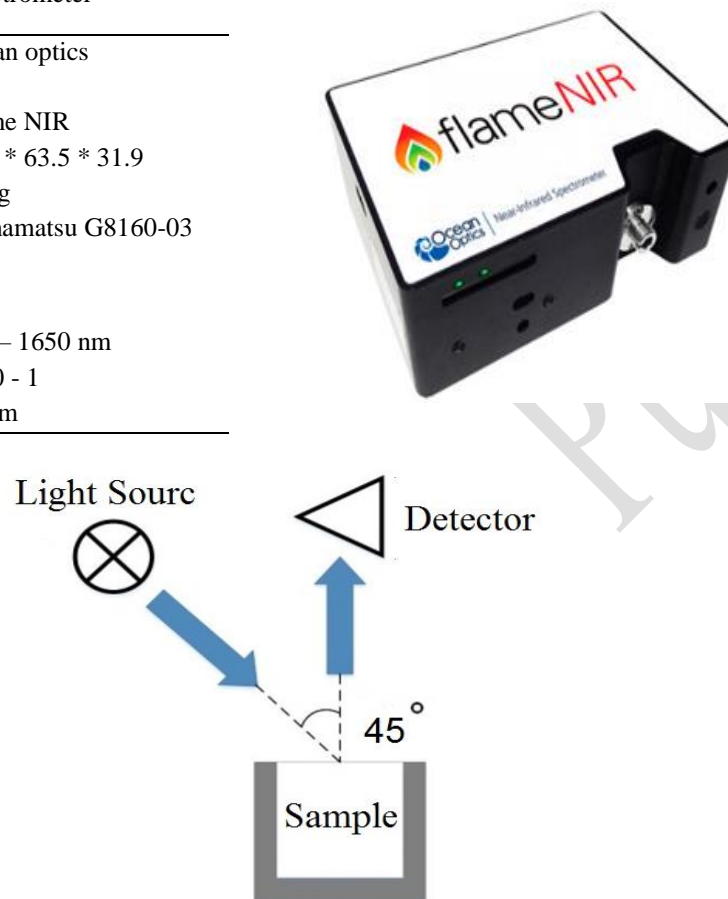 an optics
ne NIR
* 63.5 * 31.9
g
namatsu G8160-03
– 1650 nm
0 - 1
m
flameNIR
Ocean Optics
Near-Infrared Spectrometer
Light Sourc
Detector
45°
Sample